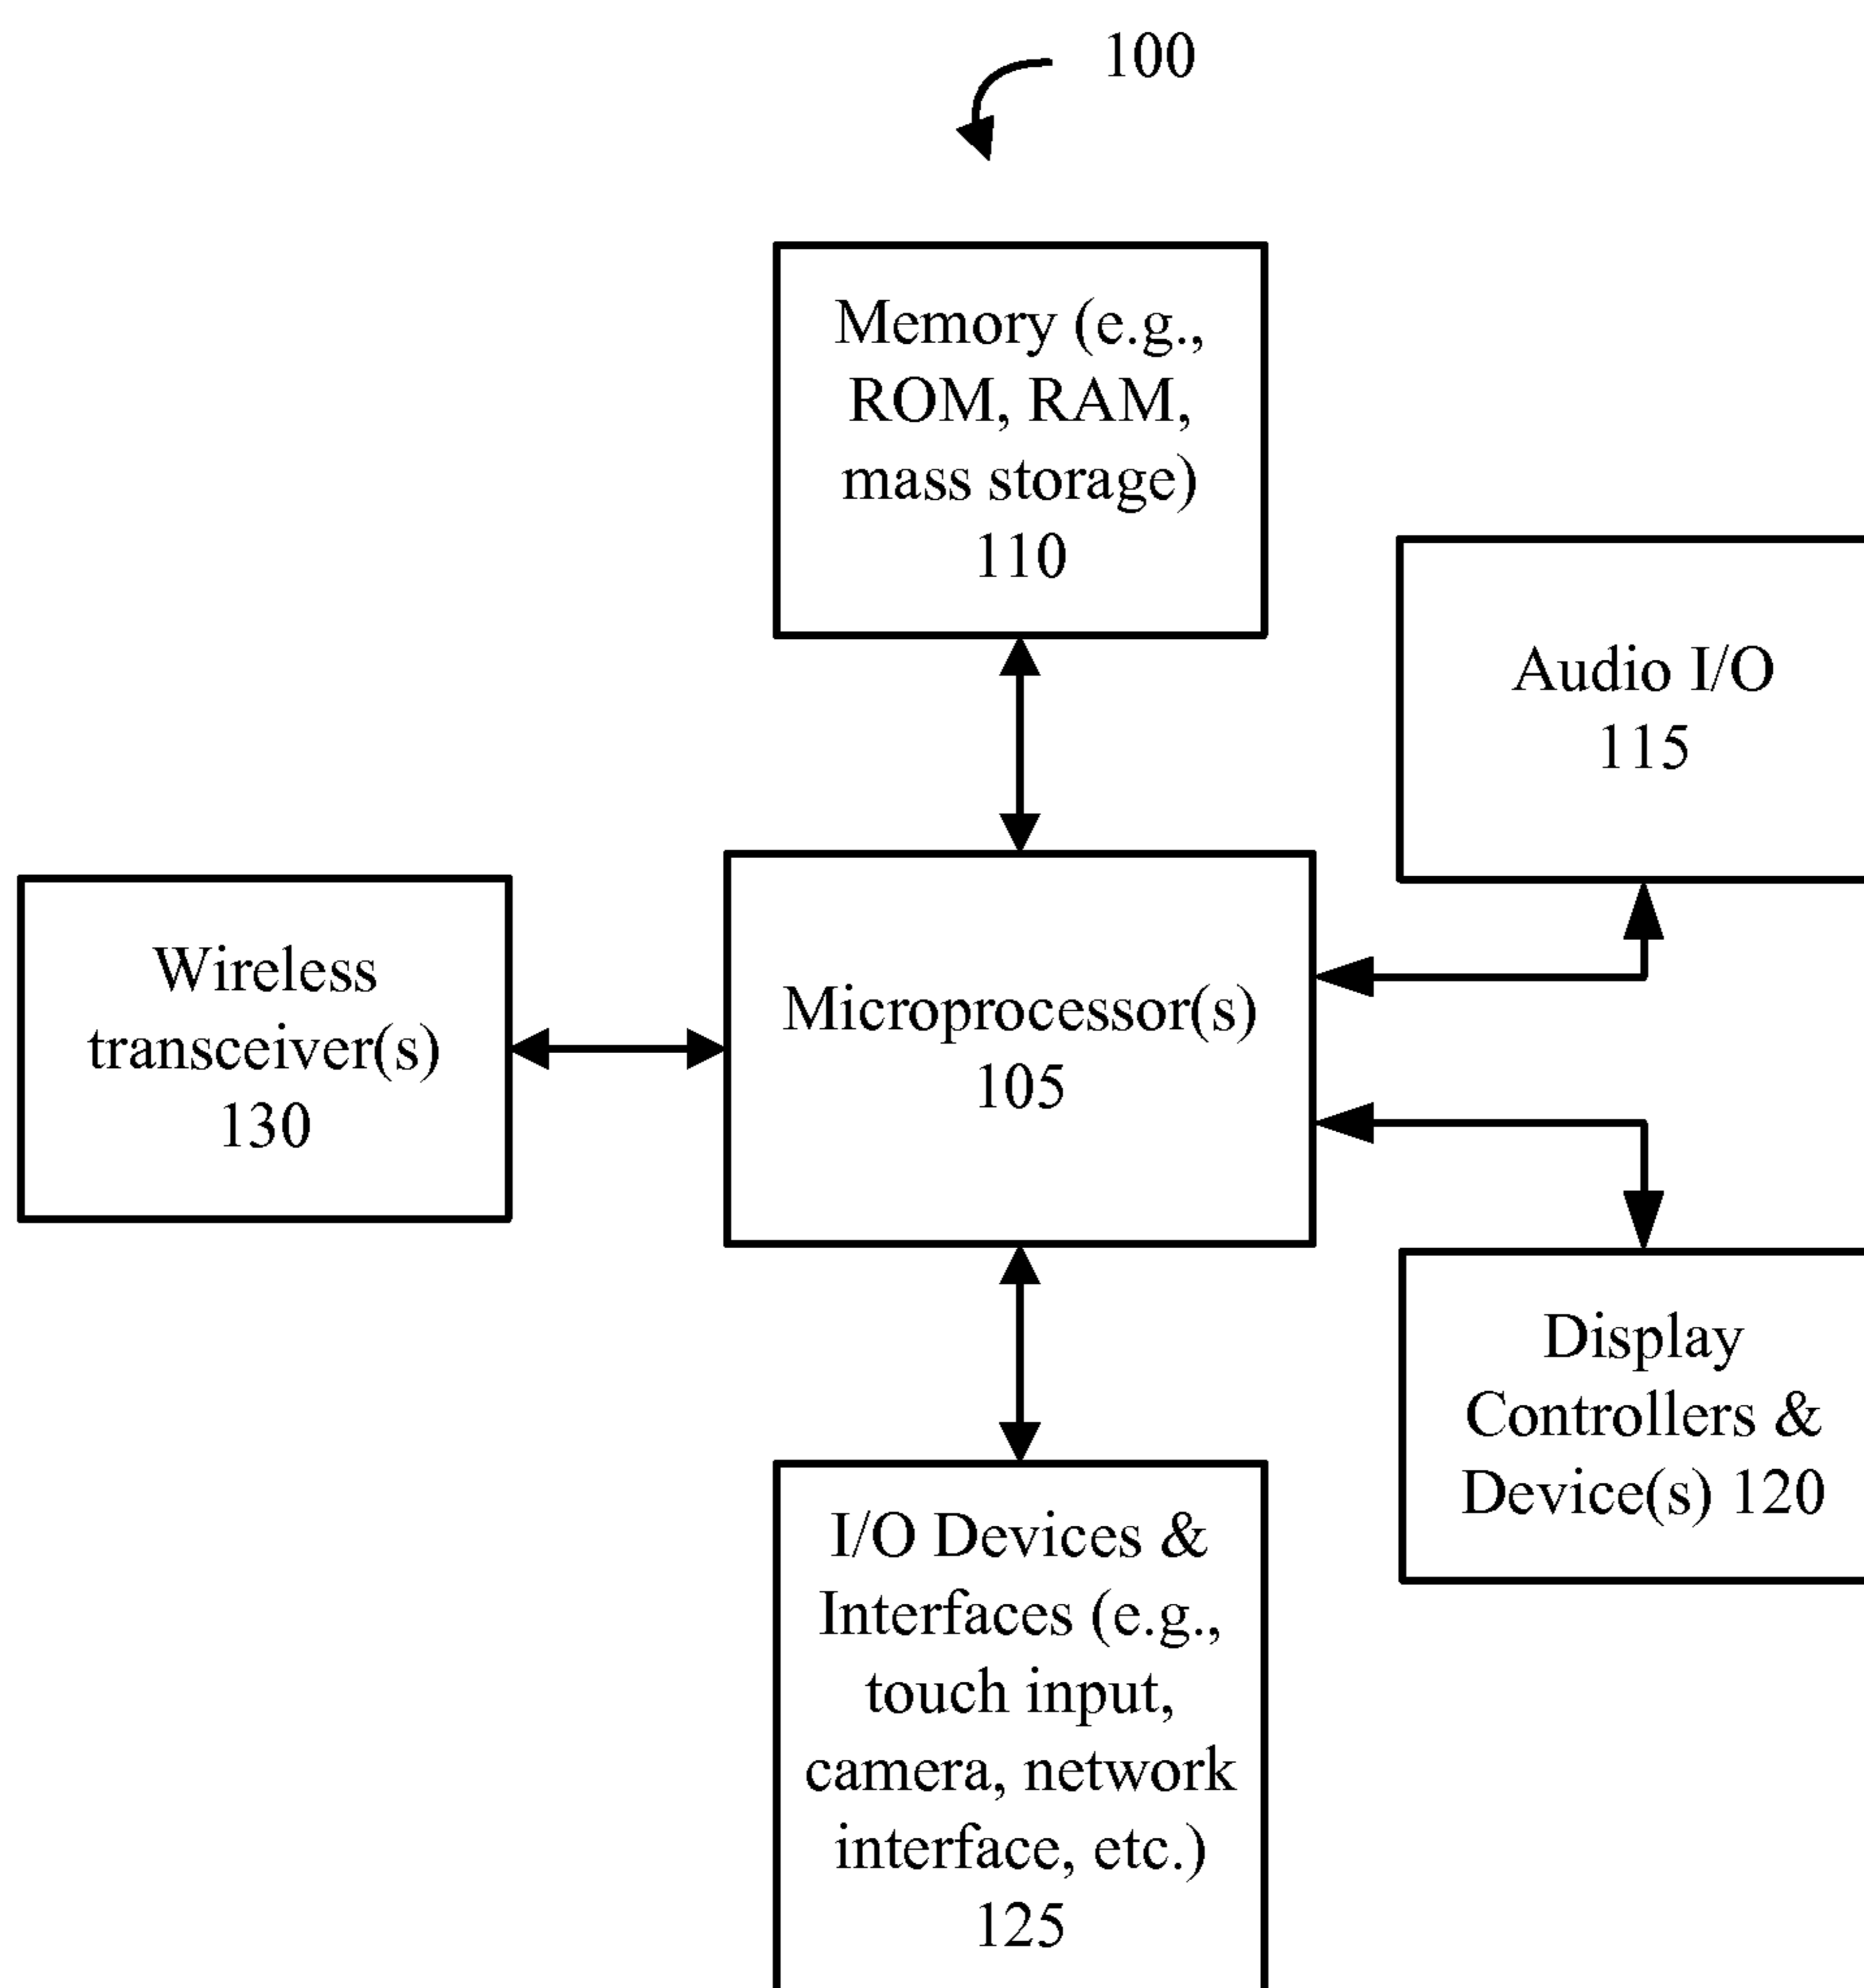 100
Memory (e.g.,
ROM, RAM,
mass storage)
110
Audio I/O
115
Wireless
transceiver(s)
130
Microprocessor(s)
105
Display
Controllers &
Device(s) 120
I/O Devices &
Interfaces (e.g.,
touch input,
camera, network
interface, etc.)
125